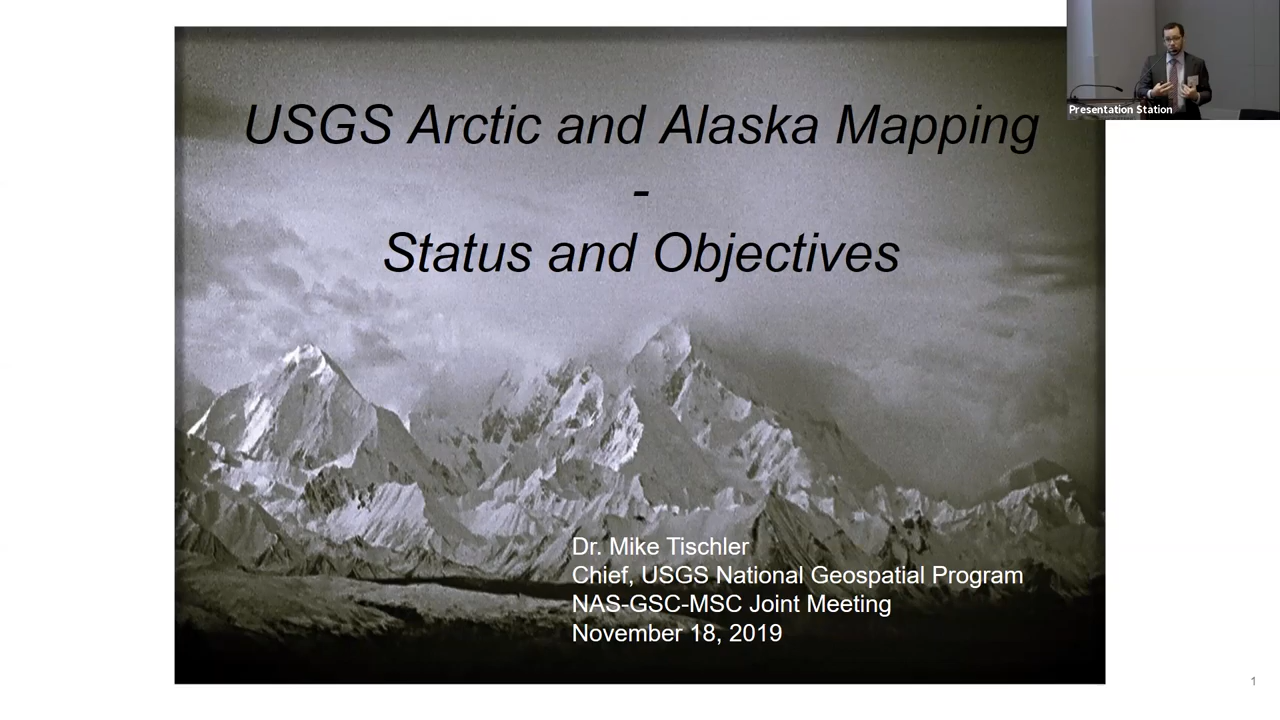 USGS Arctic and Alaska Mapping
-
Status and Objectives
Dr. Mike Tischler
Chief, USGS National Geospatial Program
NAS-GSC-MSC Joint Meeting
November 18, 2019
Presentation Station
1